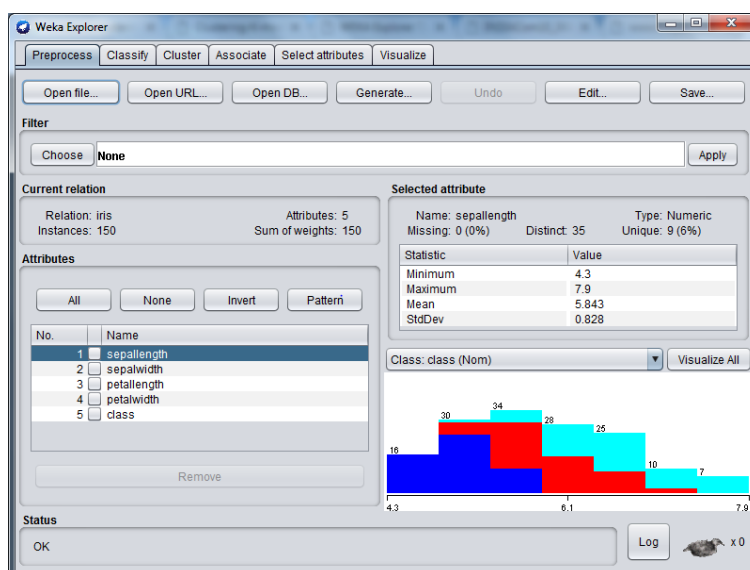 Weka Explorer
Preprocess Classify Cluster Associate Select attributes Visualize
Open file... Open URL... Open DB... Generate... Undo Edit... Save...
Filter
Choose None Apply
Current relation
Relation: iris Attributes: 5
Instances: 150 Sum of weights: 150
Selected attribute
Name: sepallength Type: Numeric
Missing: 0 (0%) Distinct: 35 Unique: 9 (6%)
Statistic Value
Minimum 4.3
Maximum 7.9
Mean 5.843
StdDev 0.828
Attributes
All None Invert Pattern
No. Name
1 sepallength
2 sepalwidth
3 petallength
4 petalwidth
5 class
Remove
Class: class (Nom) Visualize All
16 30 34 28 25 10 7
4.3 6.1 7.9
Status
OK
Log x 0